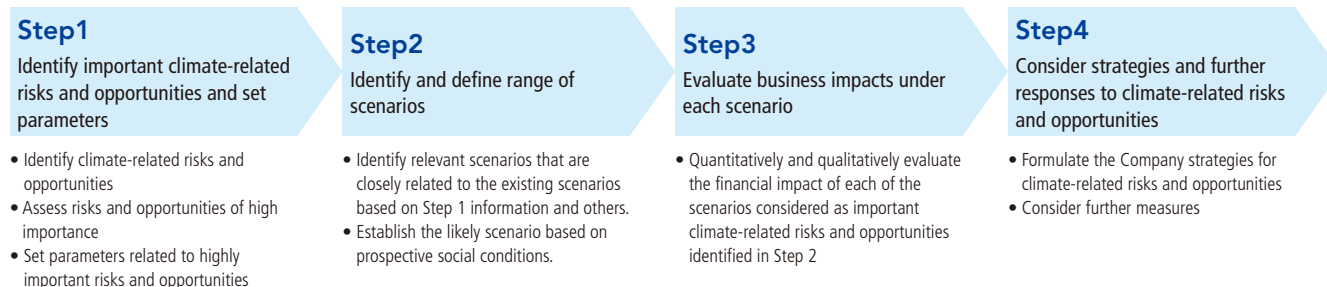 Step1
Identify important climate-related
risks and opportunities and set
parameters
• Identify climate-related risks and
opportunities
• Assess risks and opportunities of high
importance
• Set parameters related to highly
important risks and opportunities
Step2
Identify and define range of
scenarios
• Identify relevant scenarios that are
closely related to the existing scenarios
based on Step 1 information and others.
• Establish the likely scenario based on
prospective social conditions.
Step3
Evaluate business impacts under
each scenario
• Quantitatively and qualitatively evaluate
the financial impact of each of the
scenarios considered as important
climate-related risks and opportunities
identified in Step 2
Step4
Consider strategies and further
responses to climate-related risks
and opportunities
• Formulate the Company strategies for
climate-related risks and opportunities
• Consider further measures